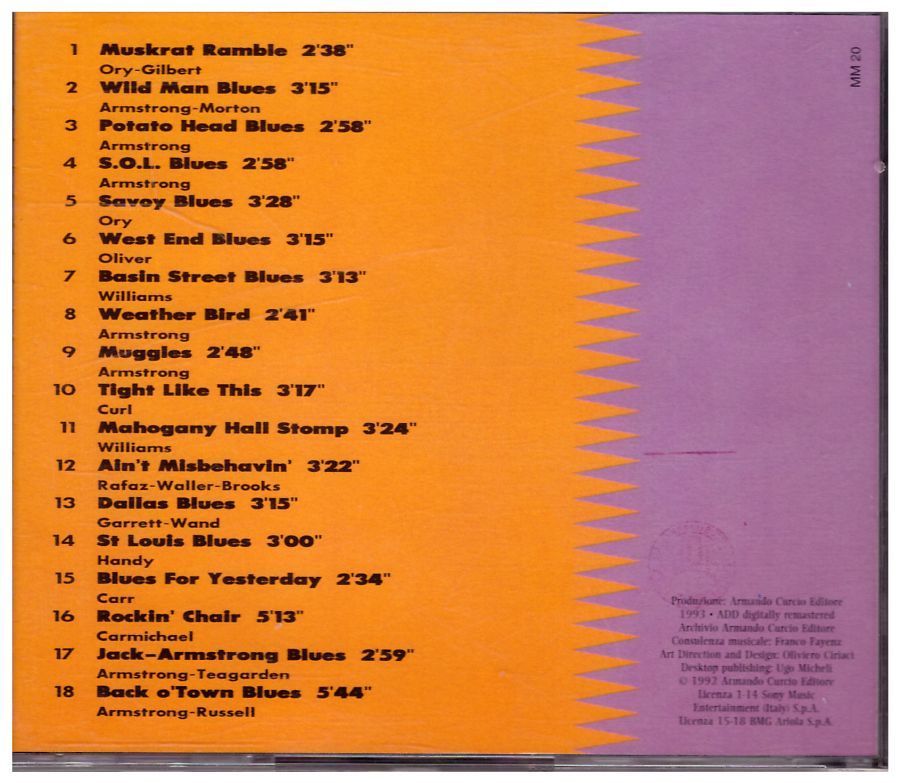 1 Muskrat Ramble 2'38"
Ory-Gilbert
2 Wild Man Blues 3'15"
Armstrong-Morton
3 Potato Head Blues 2'58"
Armstrong
4 S.O.L. Blues 2'58"
Armstrong
5 Savoy Blues 3'28"
Ory
6 West End Blues 3'15"
Oliver
7 Basin Street Blues 3'13"
Williams
8 Weather Bird 2'41"
Armstrong
9 Muggles 2'48"
Armstrong
10 Tight Like This 3'17"
Curl
11 Mahogany Hall Stomp 3'24"
Williams
12 Ain't Misbehavin' 3'22"
Rafaz-Waller-Brooks
13 Dallas Blues 3'15"
Garrett-Wand
14 St Louis Blues 3'00"
Handy
15 Blues For Yesterday 2'34"
Carr
16 Rockin' Chair 5'13"
Carmichael
17 Jack-Armstrong Blues 2'59"
Armstrong-Teagarden
18 Back o'Town Blues 5'44"
Armstrong-Russell
MM 20
Produzione: Armando Curcio Editore
1993 • ADD digitally remastered
Archivio Armando Curcio Editore
Consulenza musicale: Franco Fayenz
Art Direction and Design: Oliviero Ciriaci
Desktop publishing: Ugo Micheli
© 1992 Armando Curcio Editore
Licenza 1-14 Sony Music
Entertainment (Italy) S.p.A.
Licenza 15-18 BMG Ariola S.p.A.